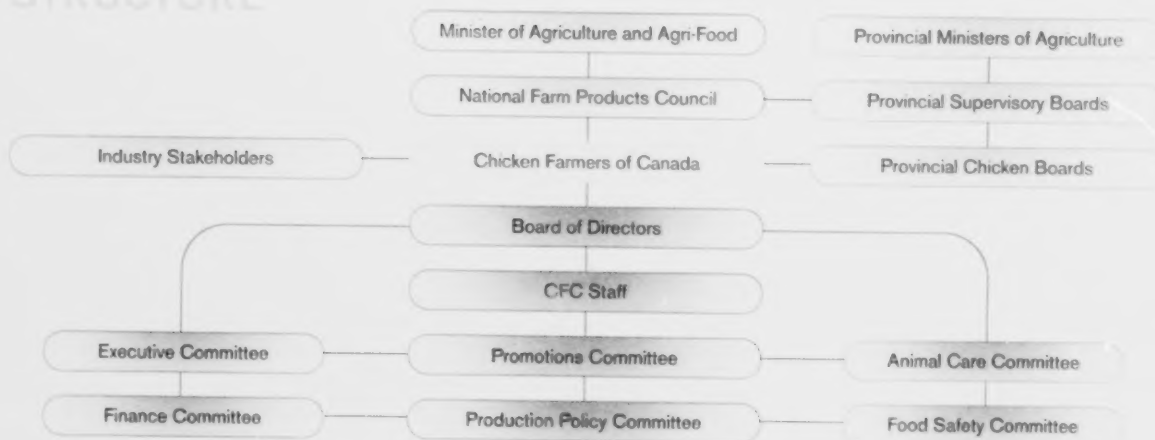 STRUCTURE
Minister of Agriculture and Agri-Food
Provincial Ministers of Agriculture
National Farm Products Council
Provincial Supervisory Boards
Industry Stakeholders
Chicken Farmers of Canada
Provincial Chicken Boards
Board of Directors
CFC Staff
Executive Committee
Promotions Committee
Animal Care Committee
Finance Committee
Production Policy Committee
Food Safety Committee